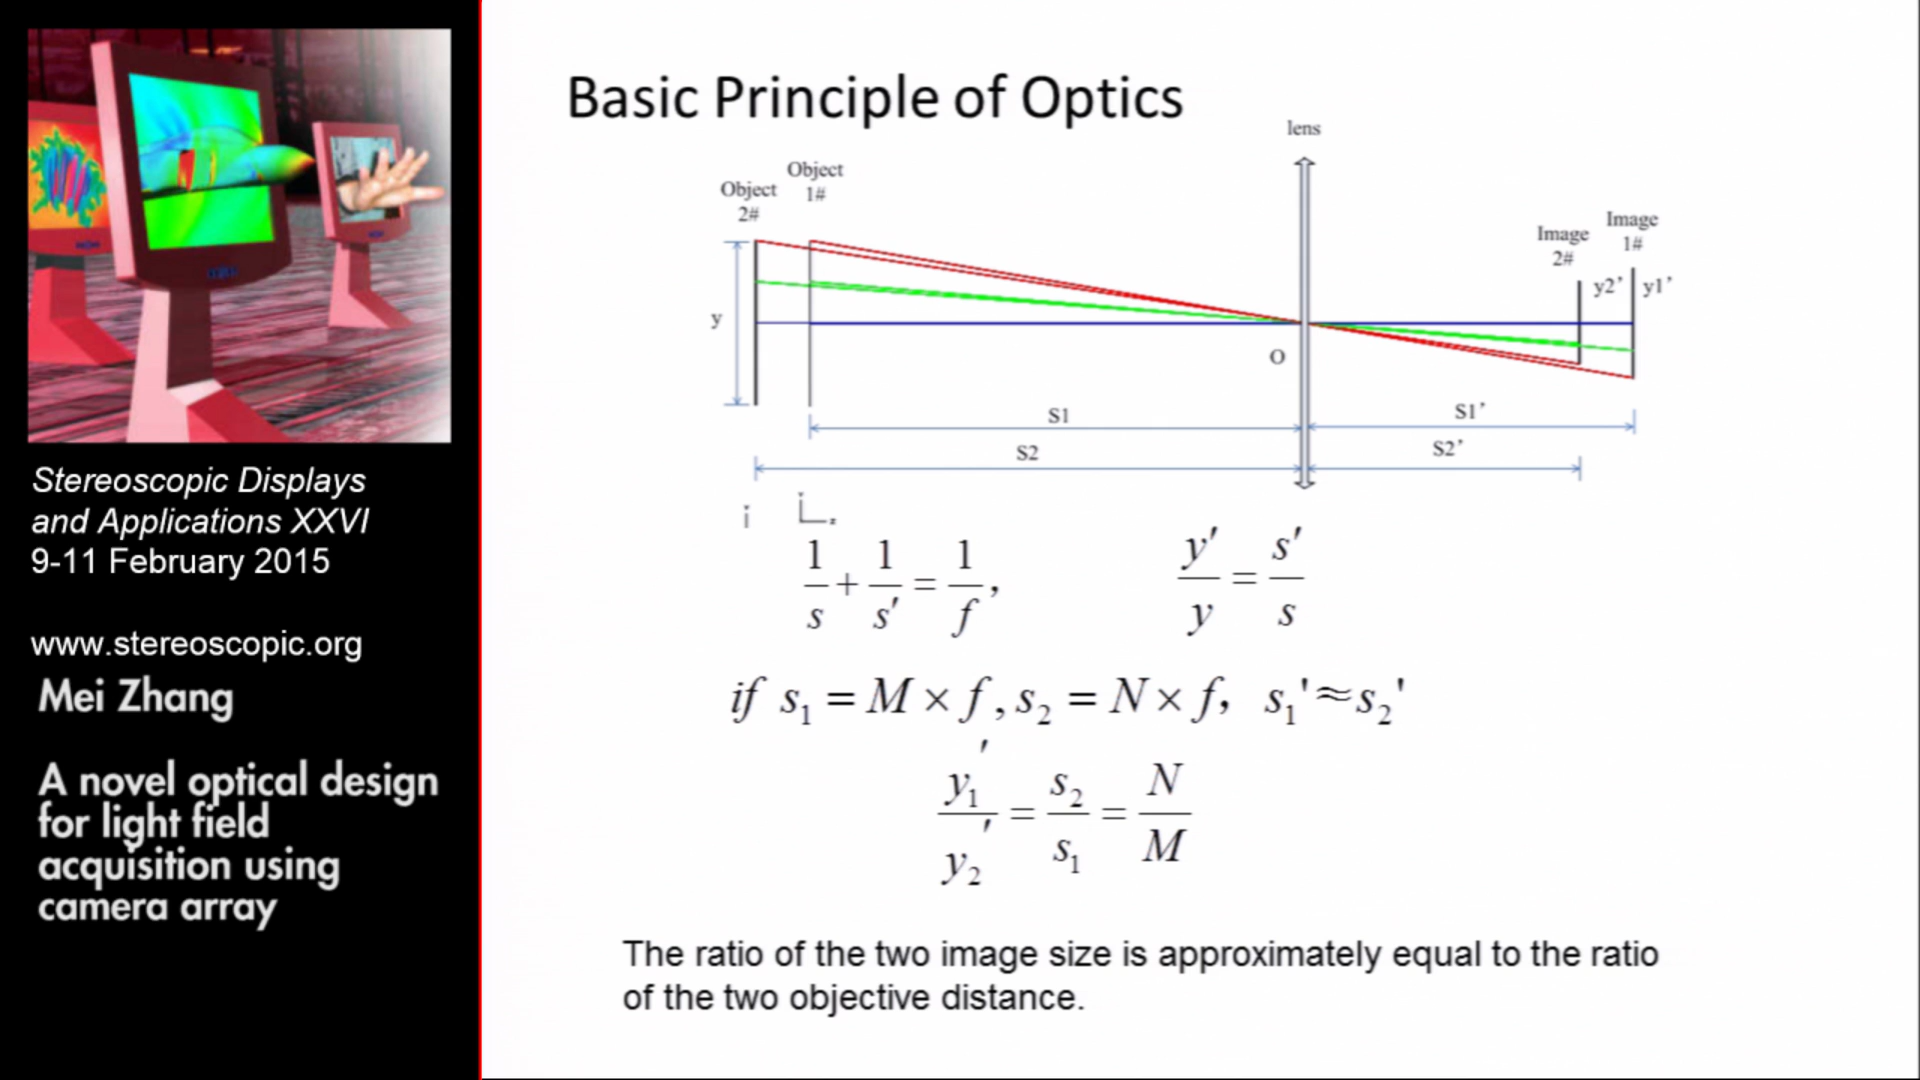 Stereoscopic Displays
and Applications XXVI
9-11 February 2015
www.stereoscopic.org
Mei Zhang
A novel optical design
for light field
acquisition using
camera array
Basic Principle of Optics
lens
Object
1#
Object
2#
Image
1#
Image
2#
y2' y1'
y
O
S1 S1'
S2 S2'
1/s + 1/s' = 1/f, y'/y = s'/s
if s₁ = M × f, s₂ = N × f, s₁' ≈ s₂'
y₁'/y₂' = s₂/s₁ = N/M
The ratio of the two image size is approximately equal to the ratio
of the two objective distance.